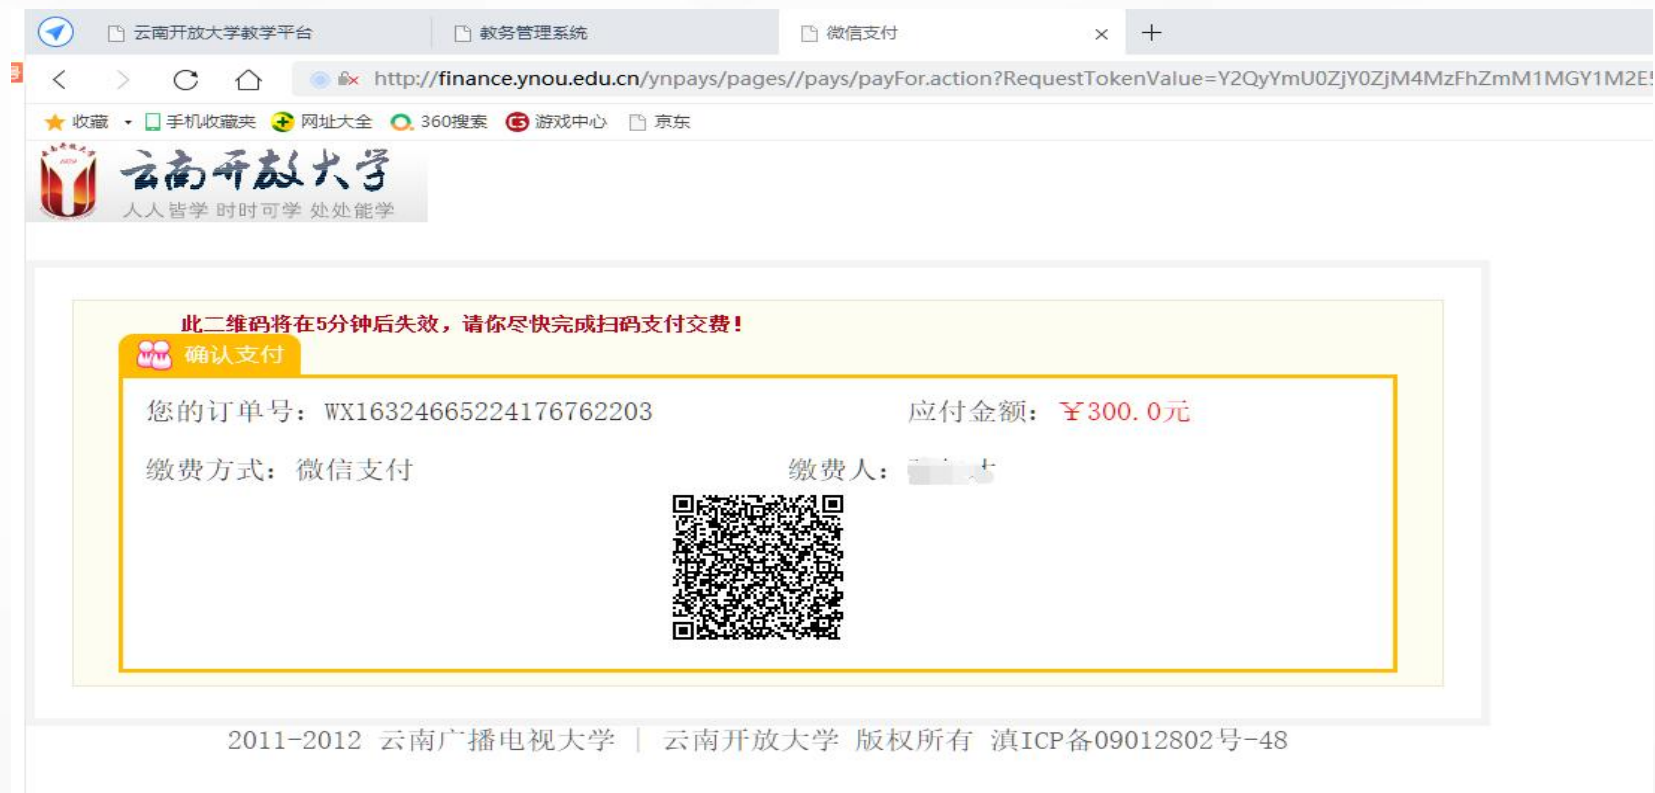 云南开放大学教学平台 教务管理系统 微信支付
http://finance.ynou.edu.cn/ynpays/pages//pays/payFor.action?RequestTokenValue=Y2QyYmU0ZjY0ZjM4MzFhZmM1MGY1M2E5
收藏 手机收藏夹 网址大全 360搜索 游戏中心 京东
云南开放大学
人人皆学 时时可学 处处能学
此二维码将在5分钟后失效，请你尽快完成扫码支付交费！
确认支付
您的订单号：WX16324665224176762203 应付金额：￥300.0元
缴费方式：微信支付 缴费人：
2011-2012 云南广播电视大学 | 云南开放大学 版权所有 滇ICP备09012802号-48